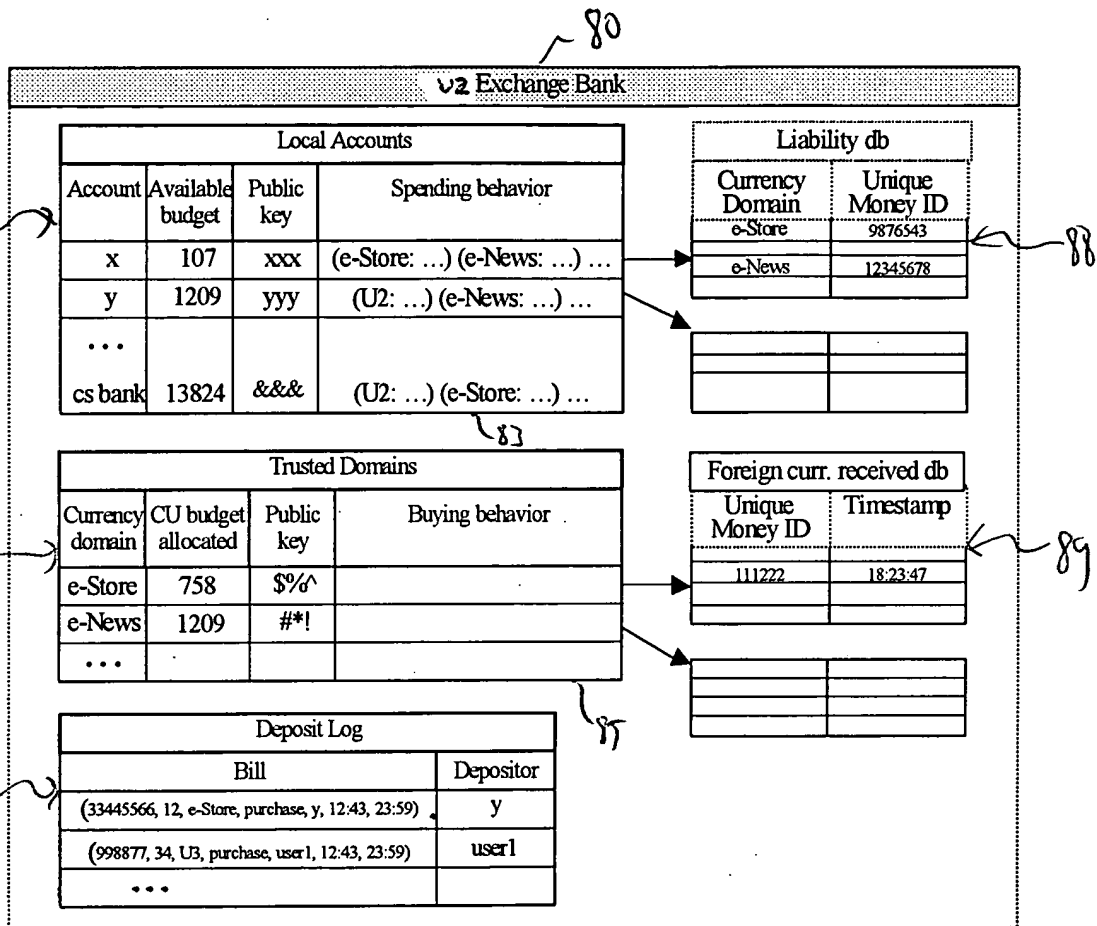 80
U2 Exchange Bank
Local Accounts
Account Available budget Public key Spending behavior
x 107 xxx (e-Store: ...) (e-News: ...) ...
y 1209 yyy (U2: ...) (e-News: ...) ...
...
cs bank 13824 &&& (U2: ...) (e-Store: ...) ...
83
Liability db
Currency Domain Unique Money ID
e-Store 9876543
e-News 12345678
88
Trusted Domains
Currency domain CU budget allocated Public key Buying behavior
e-Store 758 $%^
e-News 1209 #*!
...
85
Foreign curr. received db
Unique Money ID Timestamp
111222 18:23:47
89
Deposit Log
Bill Depositor
(33445566, 12, e-Store, purchase, y, 12:43, 23:59) y
(998877, 34, U3, purchase, user1, 12:43, 23:59) user1
...